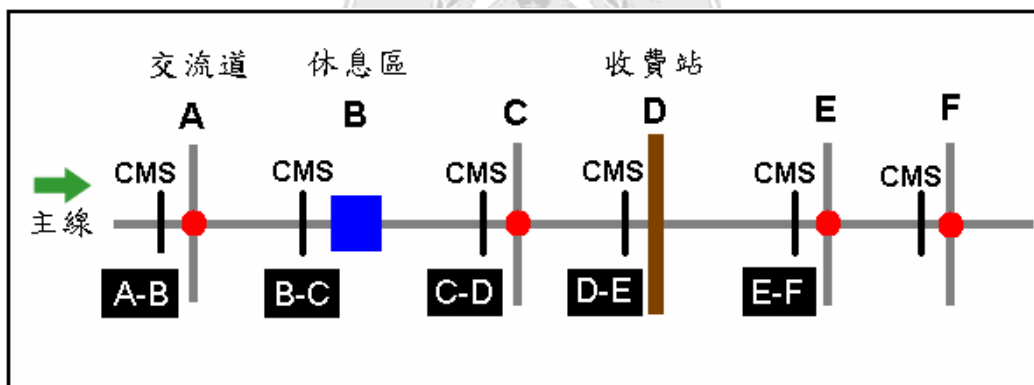 交流道 休息區 收費站
A B C D E F
CMS CMS CMS CMS CMS CMS
主線
A-B B-C C-D D-E E-F